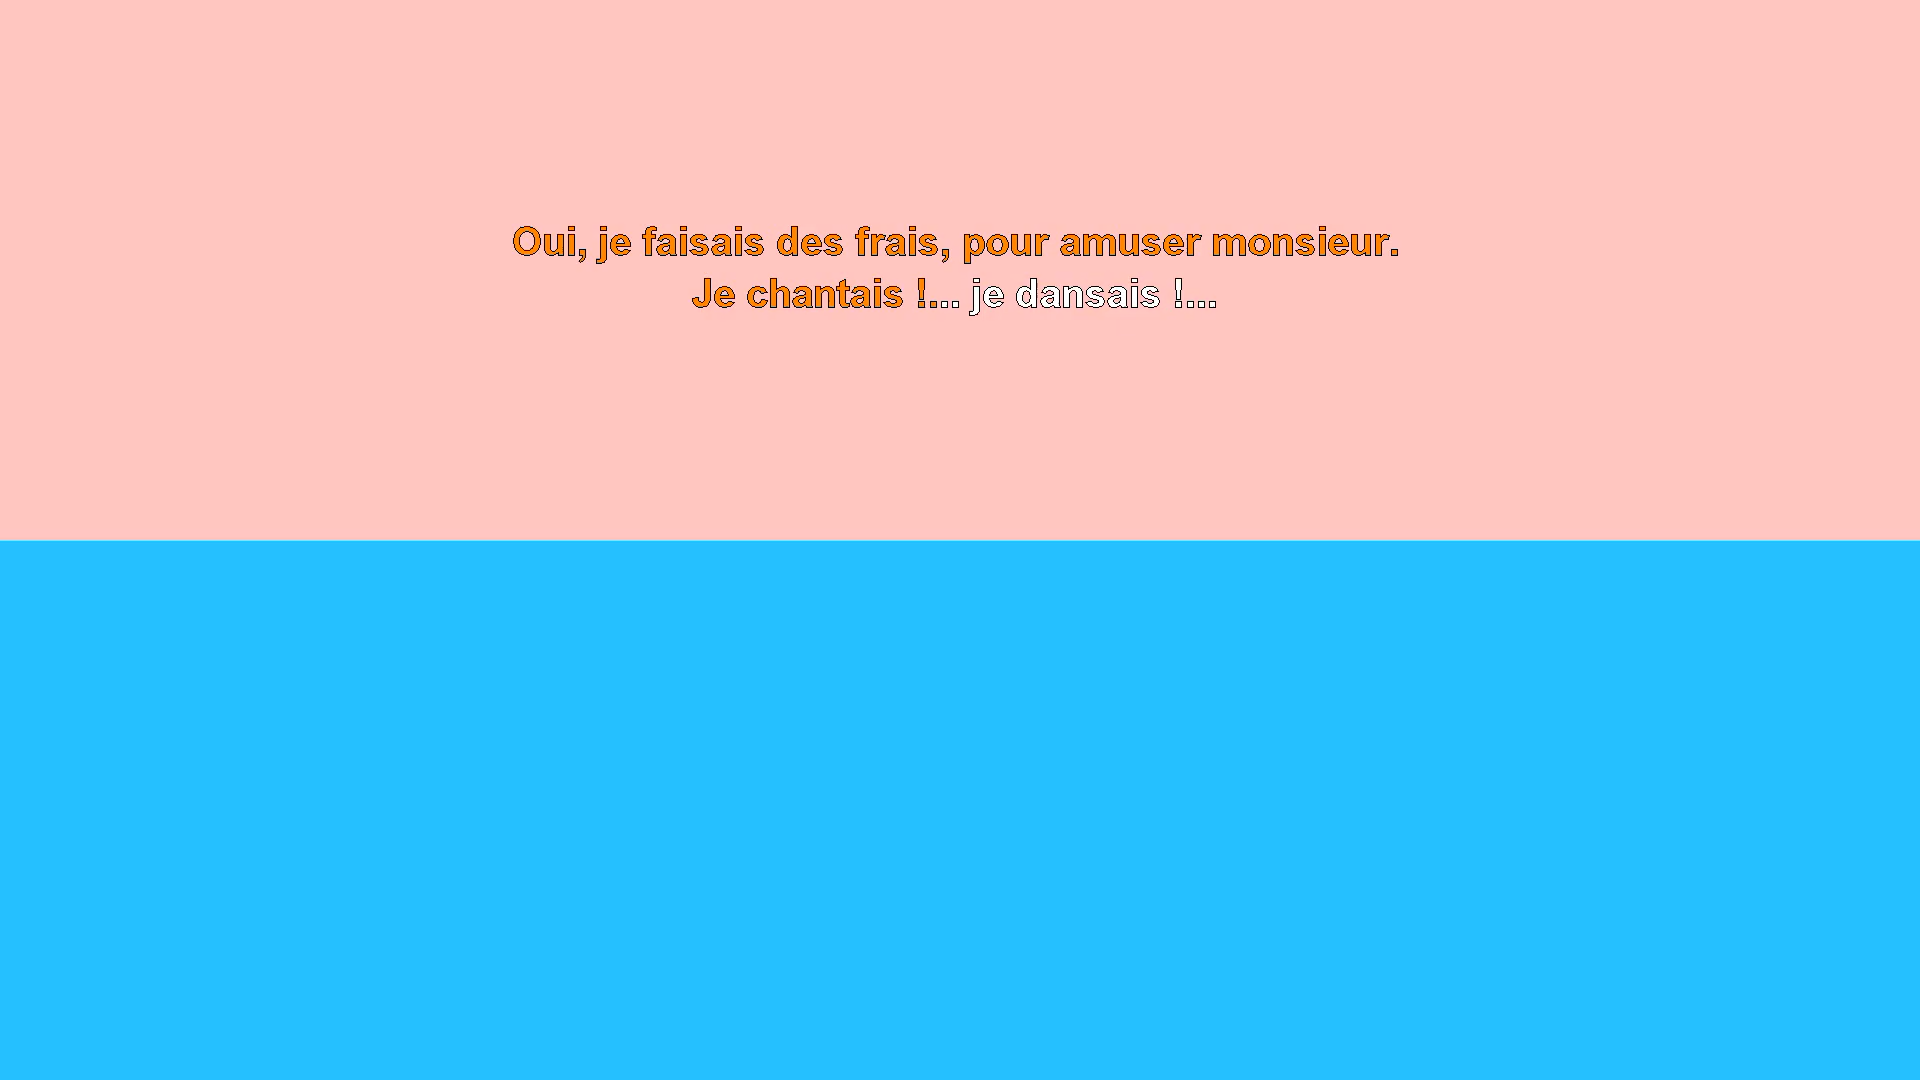 Oui, je faisais des frais, pour amuser monsieur.
Je chantais !... je dansais !...